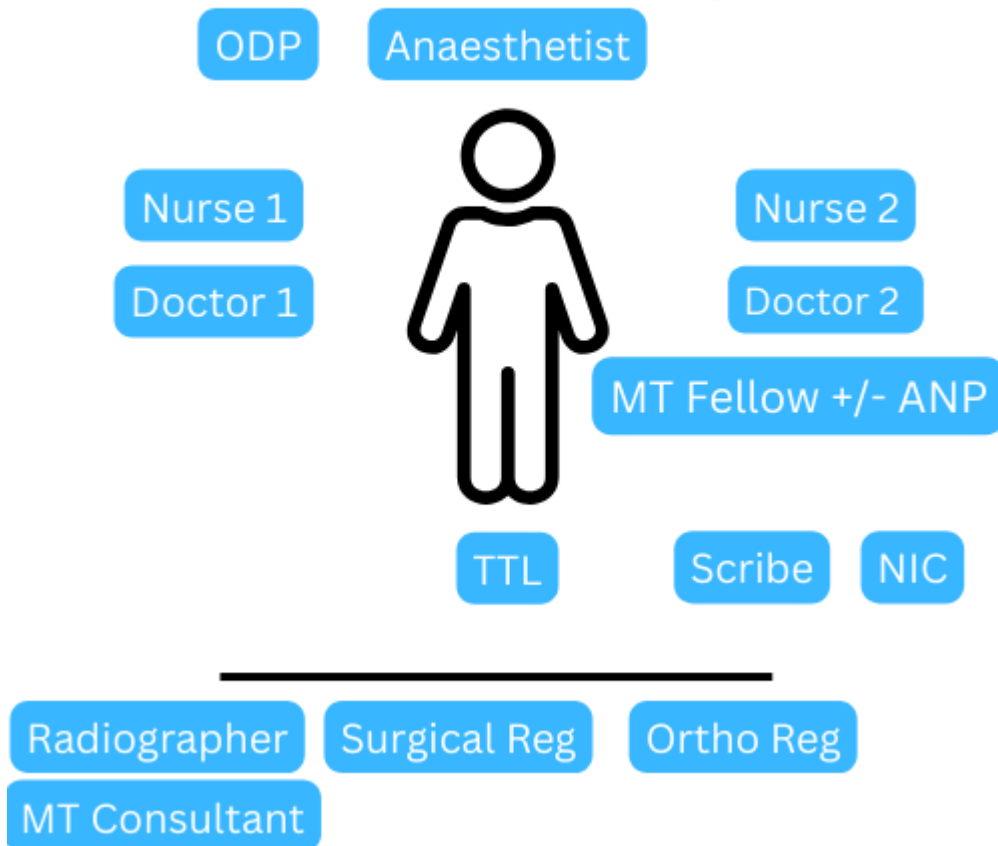 ODP Anaesthetist
Nurse 1 Nurse 2
Doctor 1 Doctor 2
MT Fellow +/- ANP
TTL Scribe NIC
Radiographer Surgical Reg Ortho Reg
MT Consultant